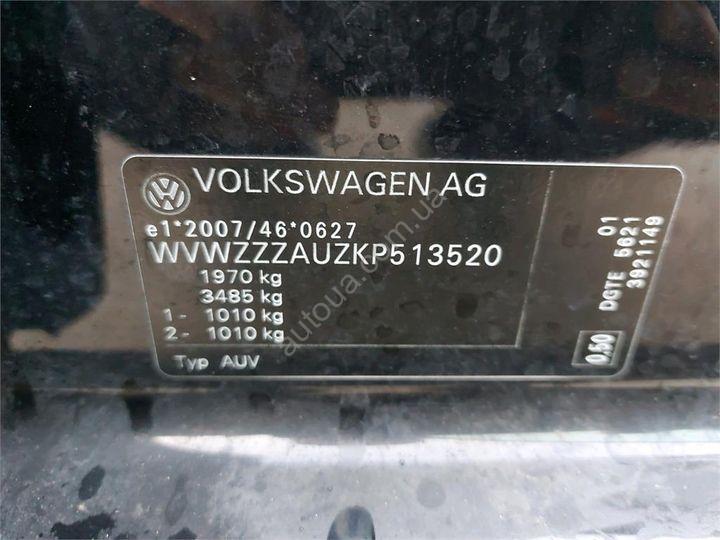 VOLKSWAGEN AG
e1*2007/46*0627
WVWZZZAUZKP513520
1970 kg
3485 kg
1- 1010 kg
2- 1010 kg
Typ AUV
01
DGTE 5621
3921149
0.50
autoua.com.ua